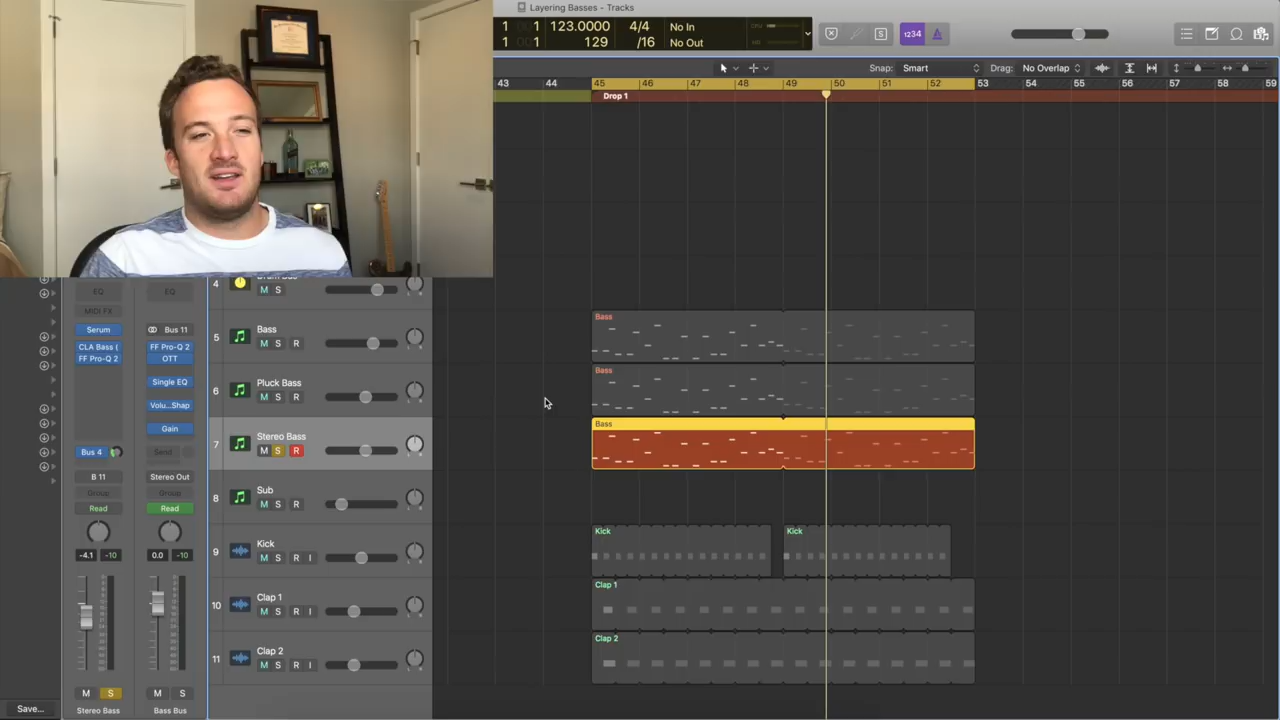 Layering Basses - Tracks
1 1 1 123.0000 4/4 No In
1 1 1 129 /16 No Out
1234
Snap: Smart Drag: No Overlap
43 44 45 46 47 48 49 50 51 52 53 54 55 56 57 58 59
Drop 1
EQ EQ
MIDI FX
Serum Bus 11
CLA Bass ( FF Pro-Q 2
FF Pro-Q 2 OTT
Single EQ
Volu...Shap
Gain
Bus 4 Send
B 11 Stereo Out
Group Group
Read Read
-4.1 -10 0.0 -10
M S M S
Stereo Bass Bass Bus
Save...
4
M S
5 Bass
M S R
6 Pluck Bass
M S R
7 Stereo Bass
M S R
8 Sub
M S R
9 Kick
M S R I
10 Clap 1
M S R I
11 Clap 2
M S R I
Bass
Bass
Bass
Kick Kick
Clap 1
Clap 2